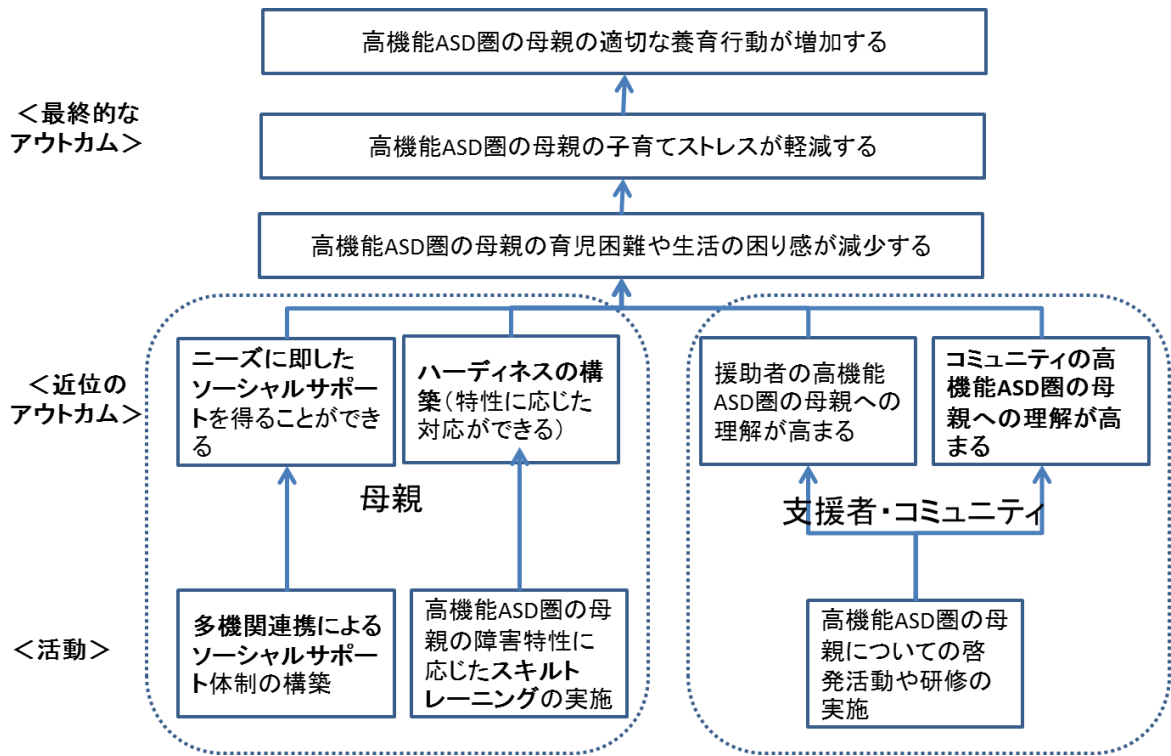 高機能ASD圏の母親の適切な養育行動が増加する
＜最終的な
アウトカム＞
高機能ASD圏の母親の子育てストレスが軽減する
高機能ASD圏の母親の育児困難や生活の困り感が減少する
＜近位の
アウトカム＞
ニーズに即した
ソーシャルサポー
トを得ることができ
る
ハーディネスの構
築（特性に応じた
対応ができる）
援助者の高機能
ASD圏の母親への
理解が高まる
コミュニティの高
機能ASD圏の母
親への理解が高
まる
母親
支援者・コミュニティ
＜活動＞
多機関連携による
ソーシャルサポー
ト体制の構築
高機能ASD圏の母
親の障害特性に
応じたスキルト
レーニングの実施
高機能ASD圏の母
親についての啓
発活動や研修の
実施